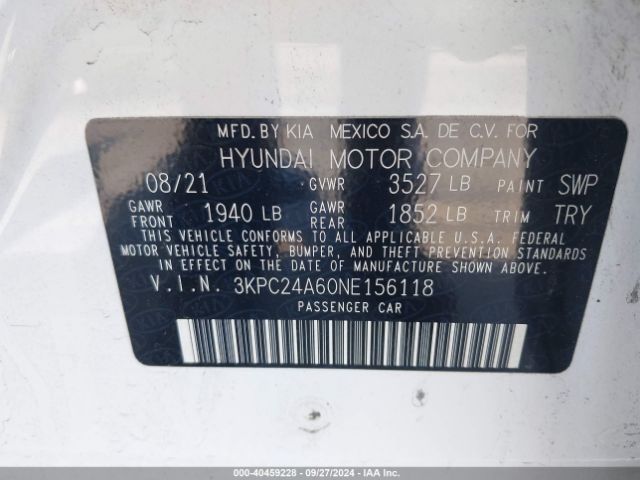 MFD.BY KIA MEXICO S.A. DE C.V. FOR
HYUNDAI MOTOR COMPANY
08/21 GVWR 3527 LB PAINT SWP
GAWR FRONT 1940 LB GAWR REAR 1852 LB TRIM TRY
THIS VEHICLE CONFORMS TO ALL APPLICABLE U.S.A. FEDERAL
MOTOR VEHICLE SAFETY, BUMPER, AND THEFT PREVENTION STANDARDS
IN EFFECT ON THE DATE OF MANUFACTURE SHOWN ABOVE.
V.I.N. 3KPC24A60NE156118
PASSENGER CAR
000-40459228 - 09/27/2024 - IAAI.COM